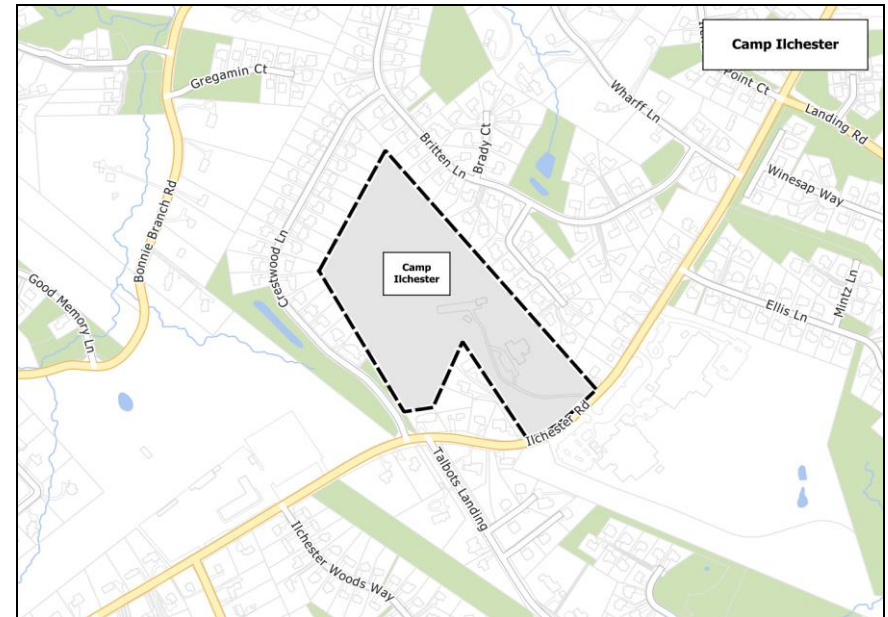 Camp Ilchester
Gregamin Ct
Point Ct
Wharff Ln
Landing Rd
Britten Ln
Brady Ct
Winesap Way
Bonnie Branch Rd
Crestwood Ln
Camp
Ilchester
Good Memory Ln
Mintz Ln
Ellis Ln
Ilchester Rd
Talbots Landing
Ilchester Woods Way